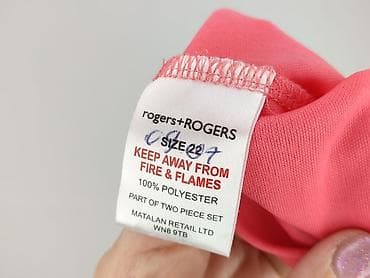 rogers+ROGERS
SIZE 22
KEEP AWAY FROM
FIRE & FLAMES
100% POLYESTER
PART OF TWO PIECE SET
MATALAN RETAIL LTD
WN8 9TB